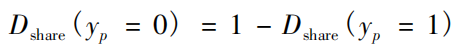 D_share(y_p = 0) = 1 - D_share(y_p = 1)